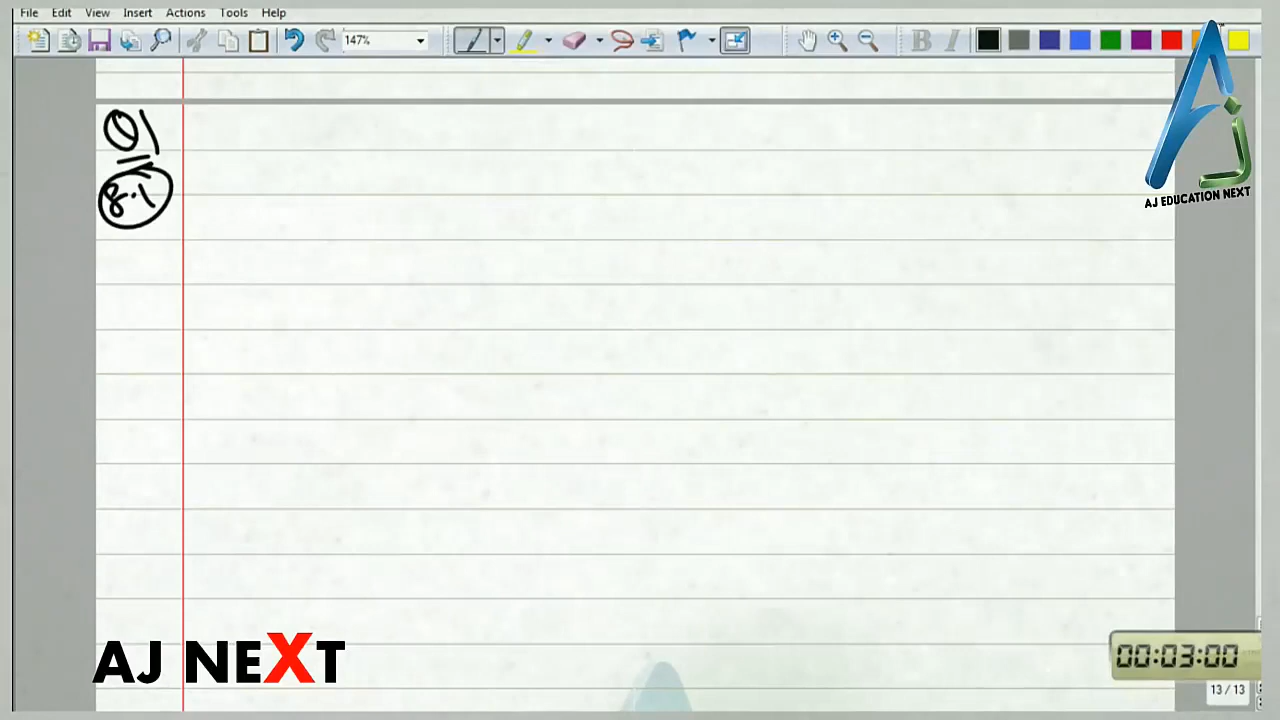 File Edit View Insert Actions Tools Help
147%
B I
Q1
8.1
AJ EDUCATION NEXT
AJ NEXT
00:03:00
13/13